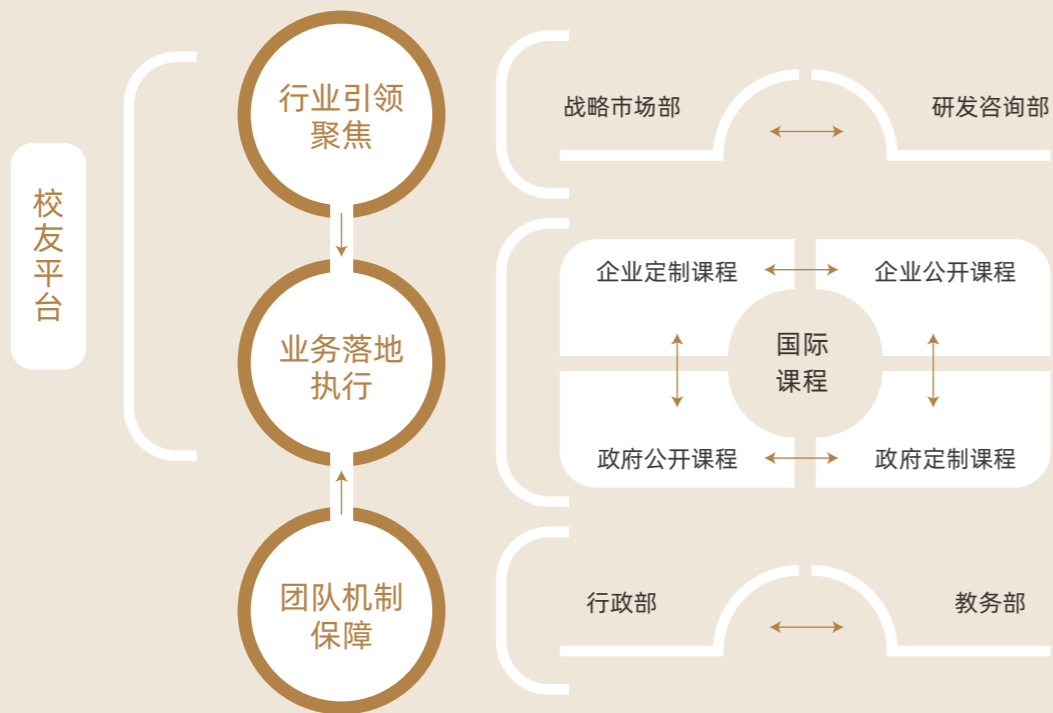 校友平台
行业引领
聚焦
战略市场部
研发咨询部
业务落地
执行
企业定制课程
企业公开课程
国际
课程
政府公开课程
政府定制课程
团队机制
保障
行政部
教务部